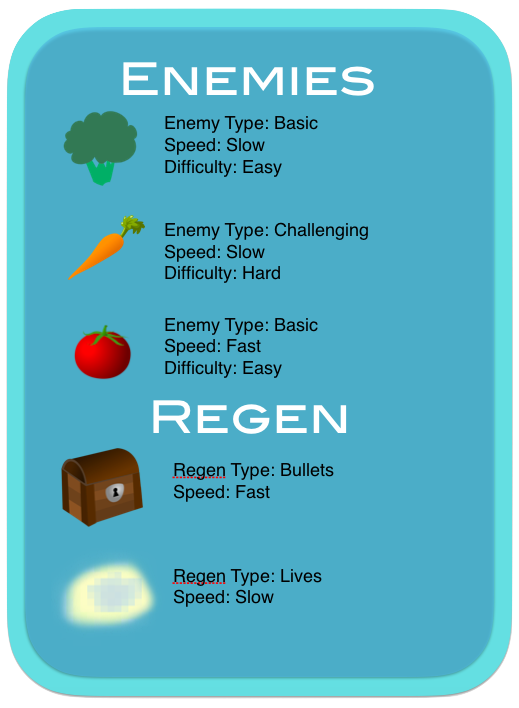 ENEMIES
Enemy Type: Basic
Speed: Slow
Difficulty: Easy
Enemy Type: Challenging
Speed: Slow
Difficulty: Hard
Enemy Type: Basic
Speed: Fast
Difficulty: Easy
REGEN
Regen Type: Bullets
Speed: Fast
Regen Type: Lives
Speed: Slow